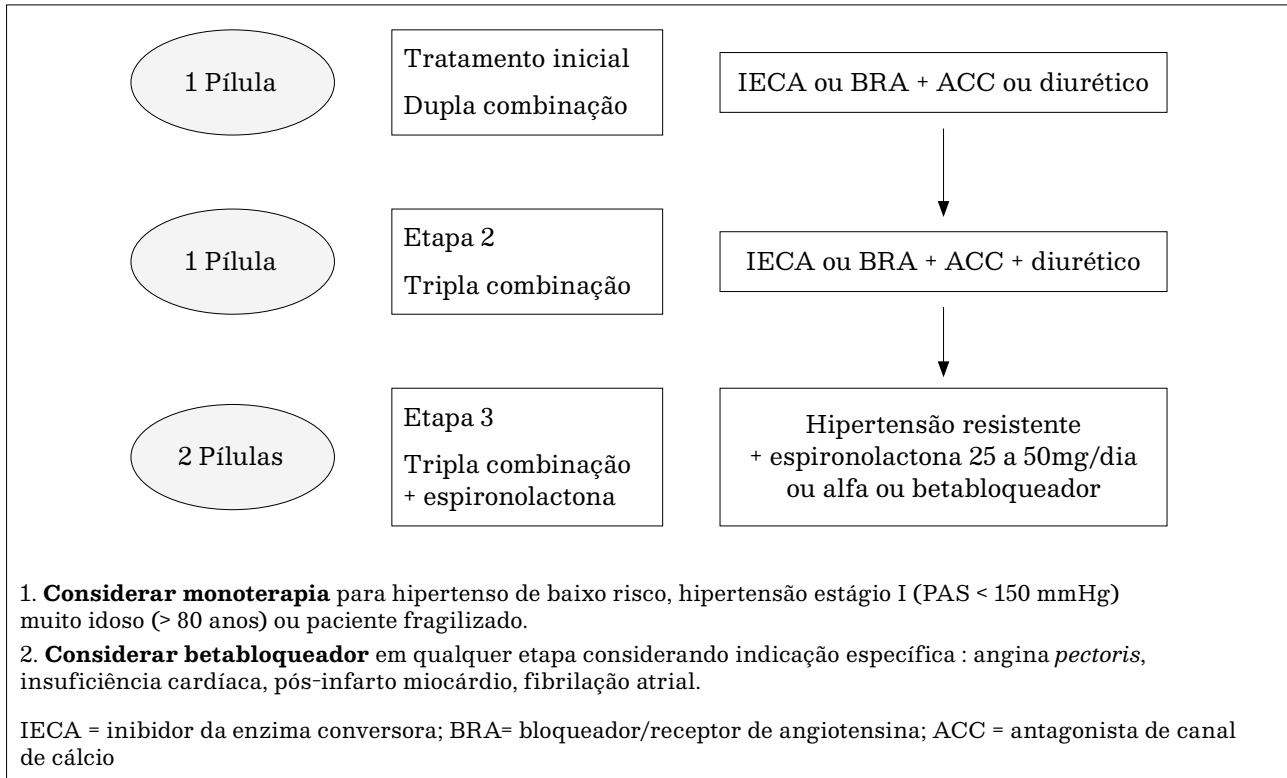 1 Pílula
Tratamento inicial
Dupla combinação
IECA ou BRA + ACC ou diurético
1 Pílula
Etapa 2
Tripla combinação
IECA ou BRA + ACC + diurético
2 Pílulas
Etapa 3
Tripla combinação
+ espironolactona
Hipertensão resistente
+ espironolactona 25 a 50mg/dia
ou alfa ou betabloqueador
1. Considerar monoterapia para hipertenso de baixo risco, hipertensão estágio I (PAS < 150 mmHg)
muito idoso (> 80 anos) ou paciente fragilizado.
2. Considerar betabloqueador em qualquer etapa considerando indicação específica : angina pectoris,
insuficiência cardíaca, pós-infarto miocárdio, fibrilação atrial.
IECA = inibidor da enzima conversora; BRA= bloqueador/receptor de angiotensina; ACC = antagonista de canal
de cálcio